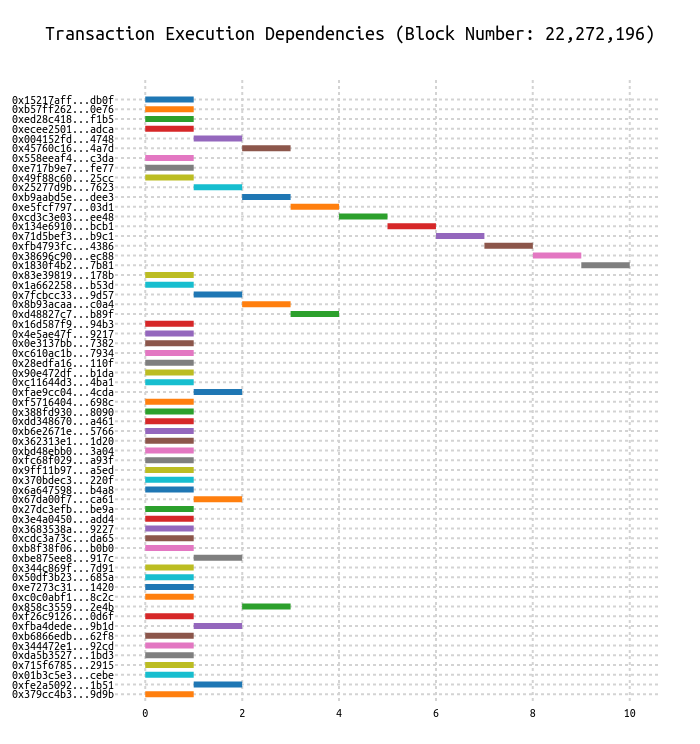 Transaction Execution Dependencies (Block Number: 22,272,196)
0x15217aff...db0f
0xb57ff262...0e76
0xed28c418...f1b5
0xecee2501...adca
0x004152fd...4748
0x45760c16...4a7d
0x558eeaf4...c3da
0xe717b9e7...fe77
0x49f88c60...25cc
0x25277d9b...7623
0xb9aabd5e...dee3
0xe5fcf797...03d1
0xcd3c3e03...ee48
0x134e6910...bcb1
0x71d5bef3...b9c1
0xfb4793fc...4386
0x38696c90...ec88
0x1830f4b2...7b81
0x83e39819...178b
0x1a662258...b53d
0x7fcbcc33...9d57
0x8b93acaa...c0a4
0xd48827c7...b89f
0x16d587f9...94b3
0x4e5ae47f...9217
0x0e3137bb...7382
0xc610ac1b...7934
0x28edfa16...110f
0x90e472df...b1da
0xc11644d3...4ba1
0xfae9cc04...4cda
0xf5716404...698c
0x388fd930...8090
0xdd348670...a461
0xb6e2671e...5766
0x362313e1...1d20
0xbd48ebb0...3a04
0xfc68f029...a93f
0x9ff11b97...a5ed
0x370bdec3...220f
0x6a647598...b4a8
0x67da00f7...ca61
0x27dc3efb...be9a
0x3e4a0450...add4
0x3683538a...9227
0xcdc3a73c...da65
0xb8f38f06...b0b0
0xbe875ee8...917c
0x344c869f...7d91
0x50df3b23...685a
0xe7273c31...1420
0xc0c0abf1...8c2c
0x858c3559...2e4b
0xf26c9126...0d6f
0xfba4dede...9b1d
0xb6866edb...62f8
0x344472e1...92cd
0xda5b3527...1bd3
0x715f6785...2915
0x01b3c5e3...cebe
0xfe2a5092...1b51
0x379cc4b3...9d9b
0 2 4 6 8 10